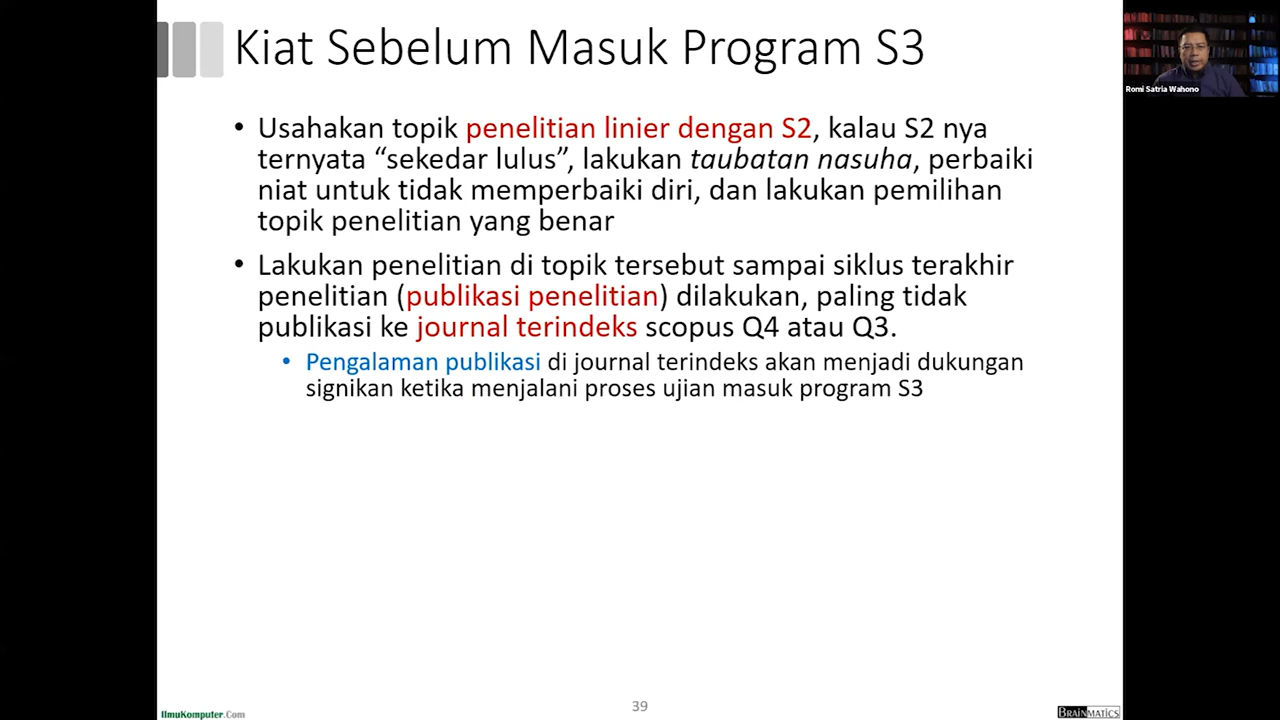 Kiat Sebelum Masuk Program S3
• Usahakan topik penelitian linier dengan S2, kalau S2 nya
ternyata “sekedar lulus”, lakukan taubatan nasuha, perbaiki
niat untuk tidak memperbaiki diri, dan lakukan pemilihan
topik penelitian yang benar
• Lakukan penelitian di topik tersebut sampai siklus terakhir
penelitian (publikasi penelitian) dilakukan, paling tidak
publikasi ke journal terindeks scopus Q4 atau Q3.
• Pengalaman publikasi di journal terindeks akan menjadi dukungan
signikan ketika menjalani proses ujian masuk program S3
Romi Satria Wahono
IlmuKomputer.Com
39
BRAINMATICS